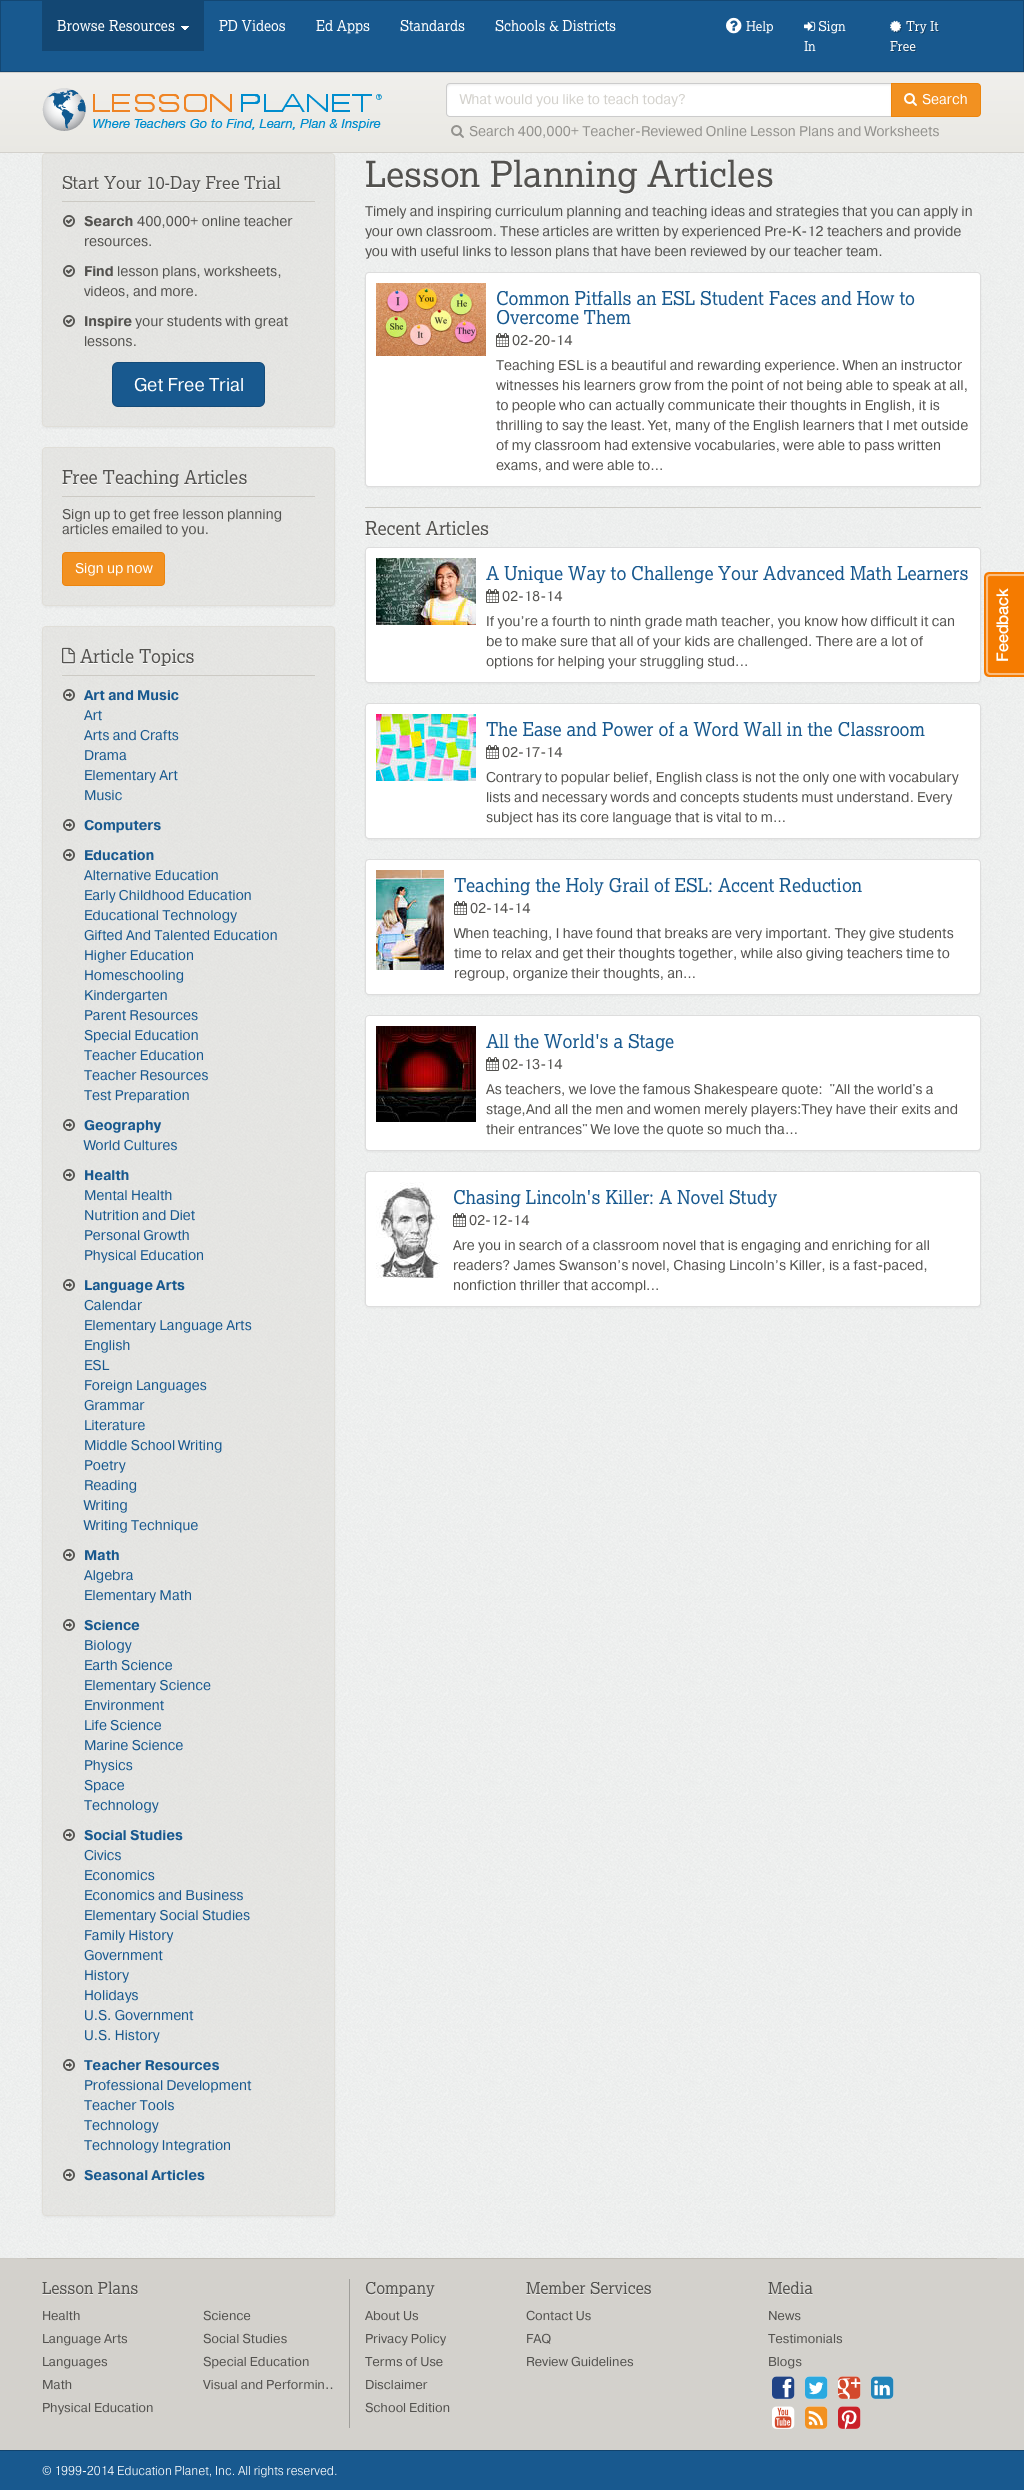 Browse Resources
PD Videos
Ed Apps
Standards
Schools & Districts
Help
Sign
In
Try It
Free
LESSON PLANET®
Where Teachers Go to Find, Learn, Plan & Inspire
What would you like to teach today?
Search
Search 400,000+ Teacher-Reviewed Online Lesson Plans and Worksheets
Start Your 10-Day Free Trial
Search 400,000+ online teacher
resources.
Find lesson plans, worksheets,
videos, and more.
Inspire your students with great
lessons.
Get Free Trial
Free Teaching Articles
Sign up to get free lesson planning
articles emailed to you.
Sign up now
Article Topics
Art and Music
Art
Arts and Crafts
Drama
Elementary Art
Music
Computers
Education
Alternative Education
Early Childhood Education
Educational Technology
Gifted And Talented Education
Higher Education
Homeschooling
Kindergarten
Parent Resources
Special Education
Teacher Education
Teacher Resources
Test Preparation
Geography
World Cultures
Health
Mental Health
Nutrition and Diet
Personal Growth
Physical Education
Language Arts
Calendar
Elementary Language Arts
English
ESL
Foreign Languages
Grammar
Literature
Middle School Writing
Poetry
Reading
Writing
Writing Technique
Math
Algebra
Elementary Math
Science
Biology
Earth Science
Elementary Science
Environment
Life Science
Marine Science
Physics
Space
Technology
Social Studies
Civics
Economics
Economics and Business
Elementary Social Studies
Family History
Government
History
Holidays
U.S. Government
U.S. History
Teacher Resources
Professional Development
Teacher Tools
Technology
Technology Integration
Seasonal Articles
Lesson Planning Articles
Timely and inspiring curriculum planning and teaching ideas and strategies that you can apply in
your own classroom. These articles are written by experienced Pre-K-12 teachers and provide
you with useful links to lesson plans that have been reviewed by our teacher team.
I
You
He
She
It
We
They
Common Pitfalls an ESL Student Faces and How to
Overcome Them
02-20-14
Teaching ESL is a beautiful and rewarding experience. When an instructor
witnesses his learners grow from the point of not being able to speak at all,
to people who can actually communicate their thoughts in English, it is
thrilling to say the least. Yet, many of the English learners that I met outside
of my classroom had extensive vocabularies, were able to pass written
exams, and were able to...
Recent Articles
A Unique Way to Challenge Your Advanced Math Learners
02-18-14
If you're a fourth to ninth grade math teacher, you know how difficult it can
be to make sure that all of your kids are challenged. There are a lot of
options for helping your struggling stud...
The Ease and Power of a Word Wall in the Classroom
02-17-14
Contrary to popular belief, English class is not the only one with vocabulary
lists and necessary words and concepts students must understand. Every
subject has its core language that is vital to m...
Teaching the Holy Grail of ESL: Accent Reduction
02-14-14
When teaching, I have found that breaks are very important. They give students
time to relax and get their thoughts together, while also giving teachers time to
regroup, organize their thoughts, an...
All the World's a Stage
02-13-14
As teachers, we love the famous Shakespeare quote:  "All the world's a
stage,And all the men and women merely players:They have their exits and
their entrances" We love the quote so much tha...
Chasing Lincoln's Killer: A Novel Study
02-12-14
Are you in search of a classroom novel that is engaging and enriching for all
readers? James Swanson's novel, Chasing Lincoln's Killer, is a fast-paced,
nonfiction thriller that accompl...
Feedback
Lesson Plans
Health
Language Arts
Languages
Math
Physical Education
Science
Social Studies
Special Education
Visual and Performin..
Company
About Us
Privacy Policy
Terms of Use
Disclaimer
School Edition
Member Services
Contact Us
FAQ
Review Guidelines
Media
News
Testimonials
Blogs
You
Tube
© 1999-2014 Education Planet, Inc. All rights reserved.